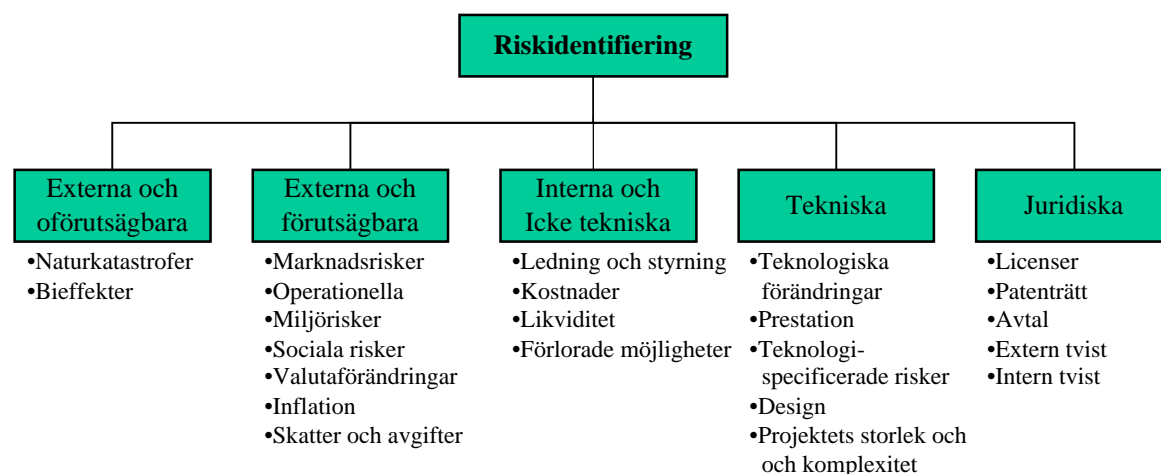 Riskidentifiering
Externa och
oförutsägbara
•Naturkatastrofer
•Bieffekter
Externa och
förutsägbara
•Marknadsrisker
•Operationella
•Miljörisker
•Sociala risker
•Valutaförändringar
•Inflation
•Skatter och avgifter
Interna och
Icke tekniska
•Ledning och styrning
•Kostnader
•Likviditet
•Förlorade möjligheter
Tekniska
•Teknologiska
förändringar
•Prestation
•Teknologi-
specificerade risker
•Design
•Projektets storlek och
och komplexitet
Juridiska
•Licenser
•Patenträtt
•Avtal
•Extern tvist
•Intern tvist